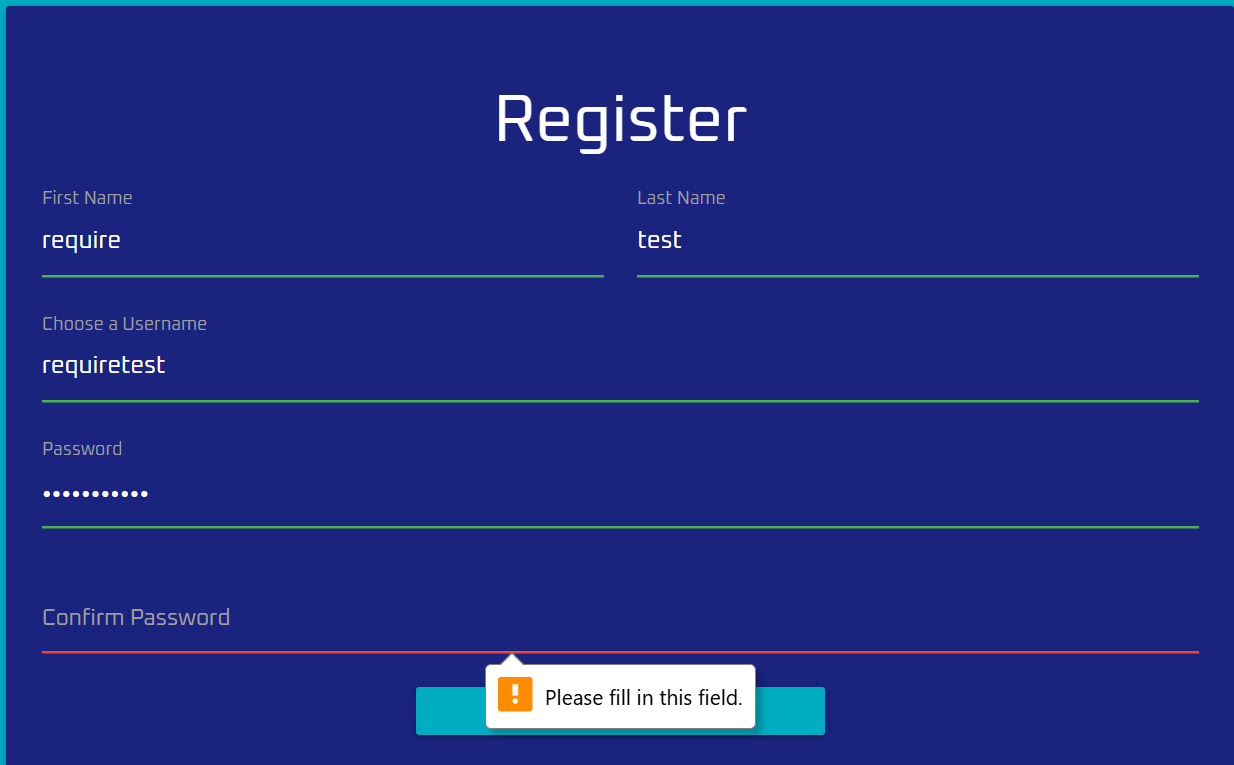 Register
First Name
Last Name
require
test
Choose a Username
requiretest
Password
•••••••••••
Confirm Password
Please fill in this field.